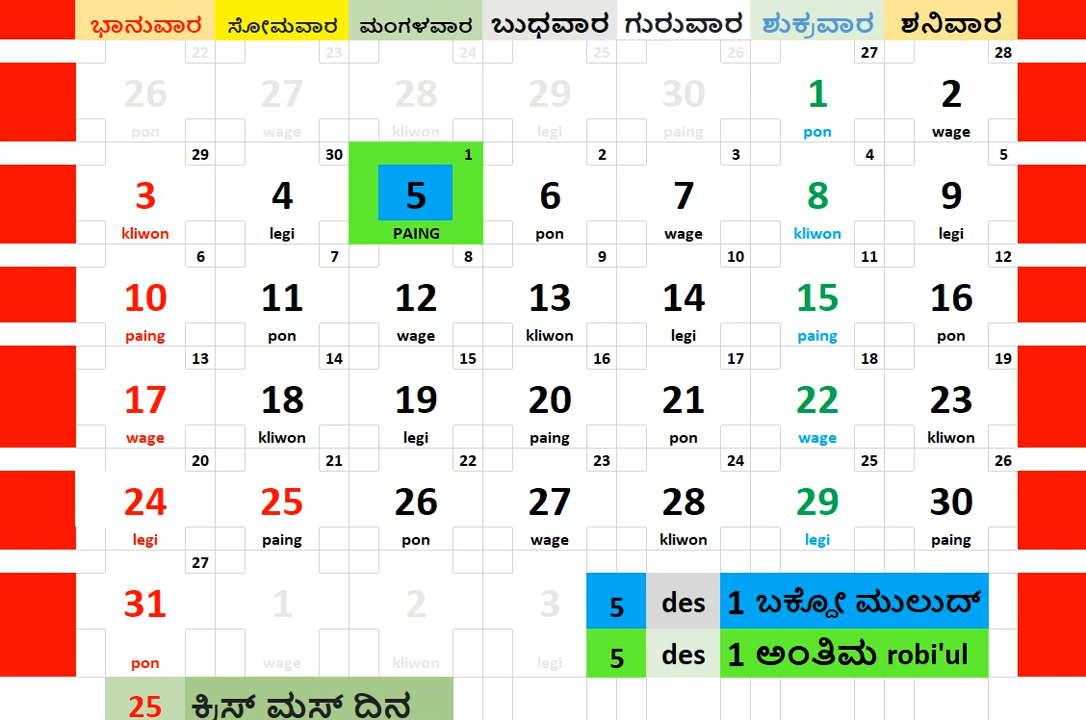 ಭಾನುವಾರ ಸೋಮವಾರ ಮಂಗಳವಾರ ಬುಧವಾರ ಗುರುವಾರ ಶುಕ್ರವಾರ ಶನಿವಾರ
22 23 24 25 26 27 28
26 27 28 29 30 1 2
pon wage kliwon legi paing pon wage
29 30 1 2 3 4 5
3 4 5 6 7 8 9
kliwon legi PAING pon wage kliwon legi
6 7 8 9 10 11 12
10 11 12 13 14 15 16
paing pon wage kliwon legi paing pon
13 14 15 16 17 18 19
17 18 19 20 21 22 23
wage kliwon legi paing pon wage kliwon
20 21 22 23 24 25 26
24 25 26 27 28 29 30
legi paing pon wage kliwon legi paing
27
31 1 2 3 5 des 1 ಬಕ್ದೋ ಮುಲುದ್
pon wage kliwon legi 5 des 1 ಅಂತಿಮ robi'ul
25 ಕ್ರಿಸ್ ಮಸ್ ದಿನ